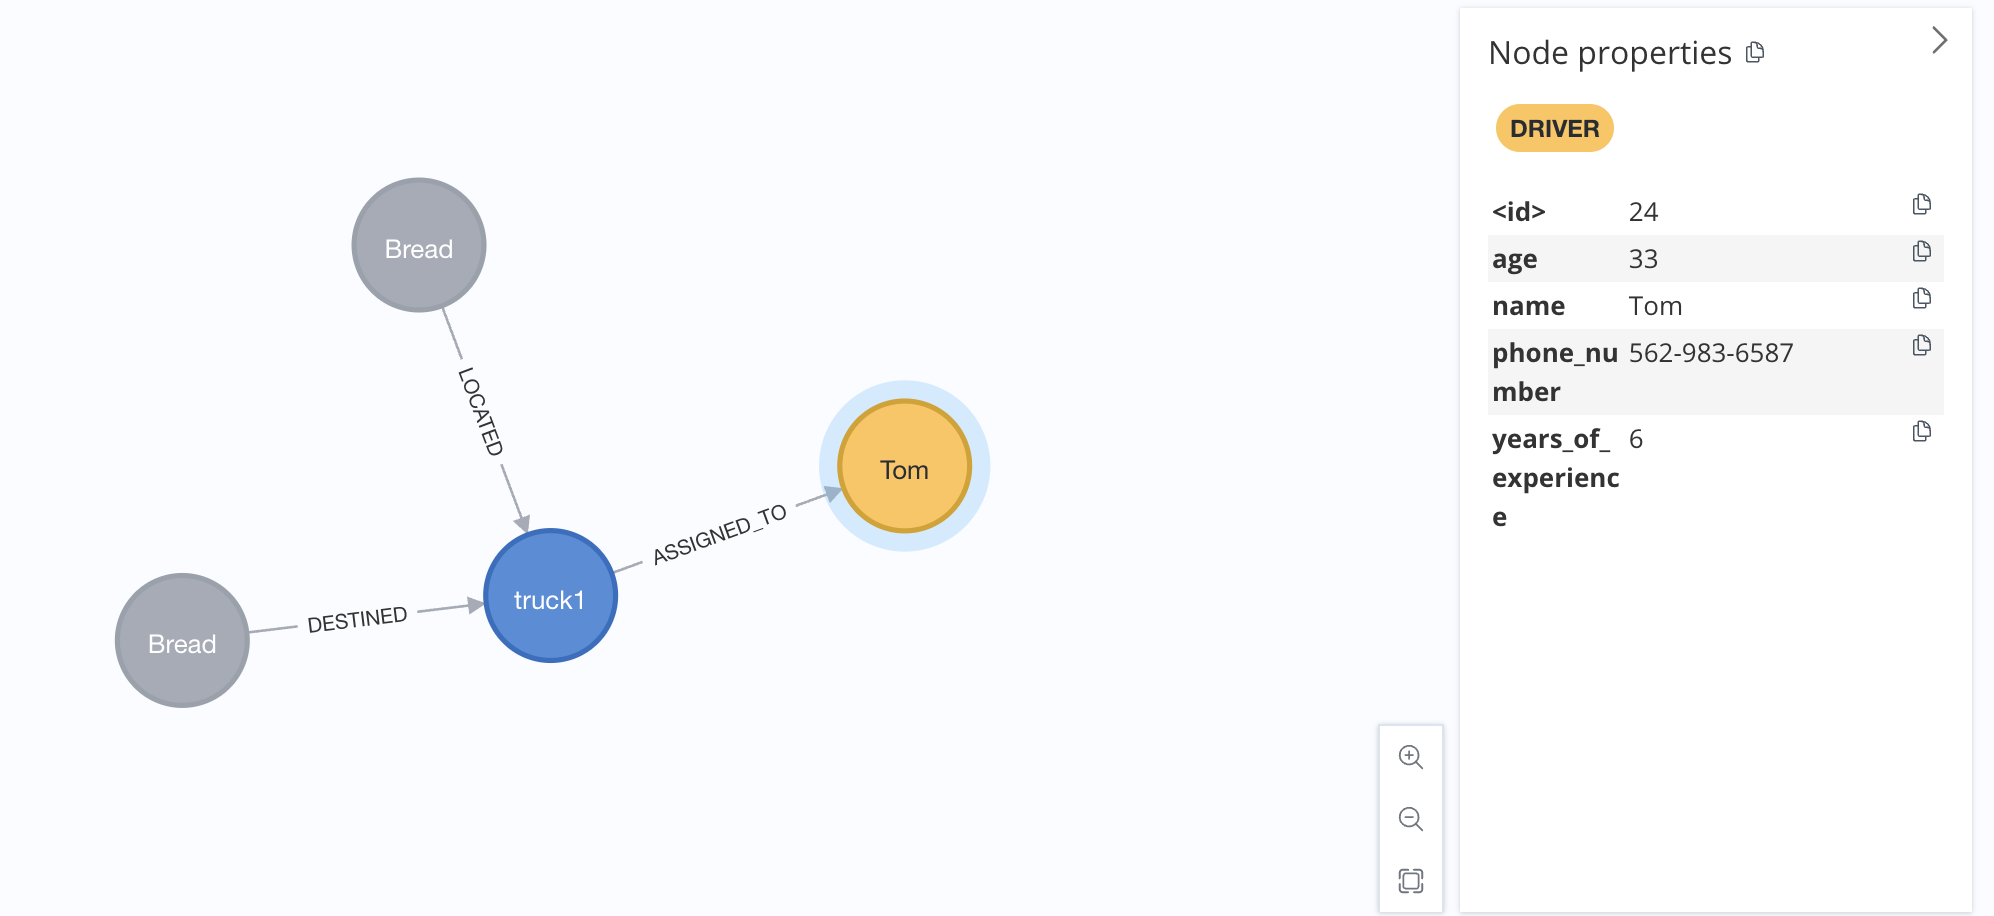 Node properties
DRIVER
<id> 24
age 33
name Tom
phone_nu 562-983-6587
mber
years_of_ 6
experienc
e
Bread
LOCATED
Tom
ASSIGNED_TO
truck1
DESTINED
Bread